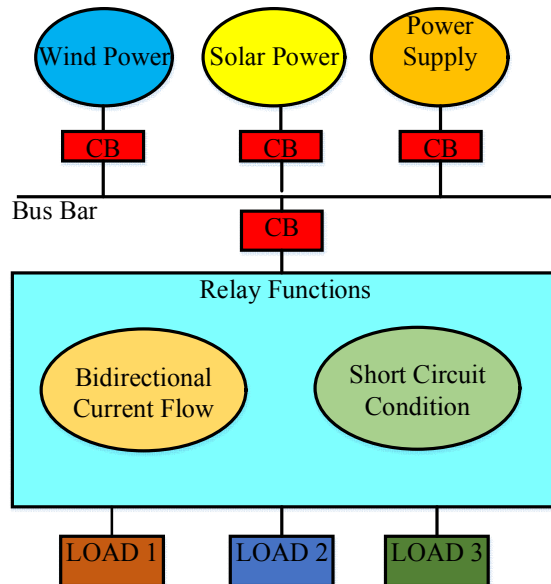 Wind Power
Solar Power
Power
Supply
CB
CB
CB
Bus Bar
CB
Relay Functions
Bidirectional
Current Flow
Short Circuit
Condition
LOAD 1
LOAD 2
LOAD 3